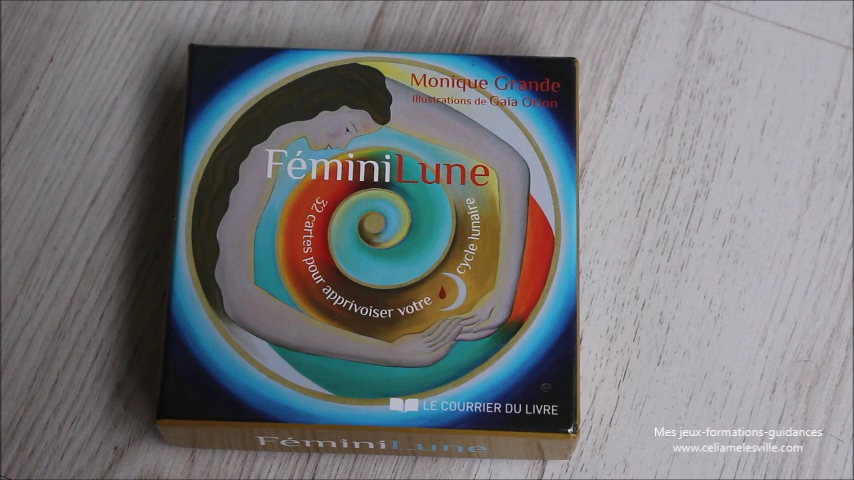 Monique Grande
Illustrations de Gaia Orion
FéminiLune
32 cartes pour apprivoiser votre cycle lunaire
LE COURRIER DU LIVRE
FéminiLune
Mes jeux-formations-guidances
www.celiamelesville.com